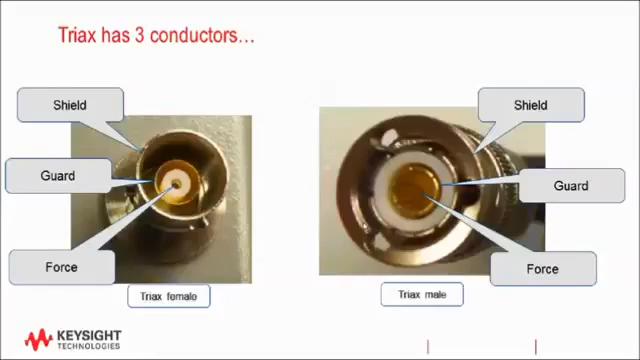 Triax has 3 conductors…
Shield
Guard
Force
Triax female
Shield
Guard
Force
Triax male
KEYSIGHT
TECHNOLOGIES